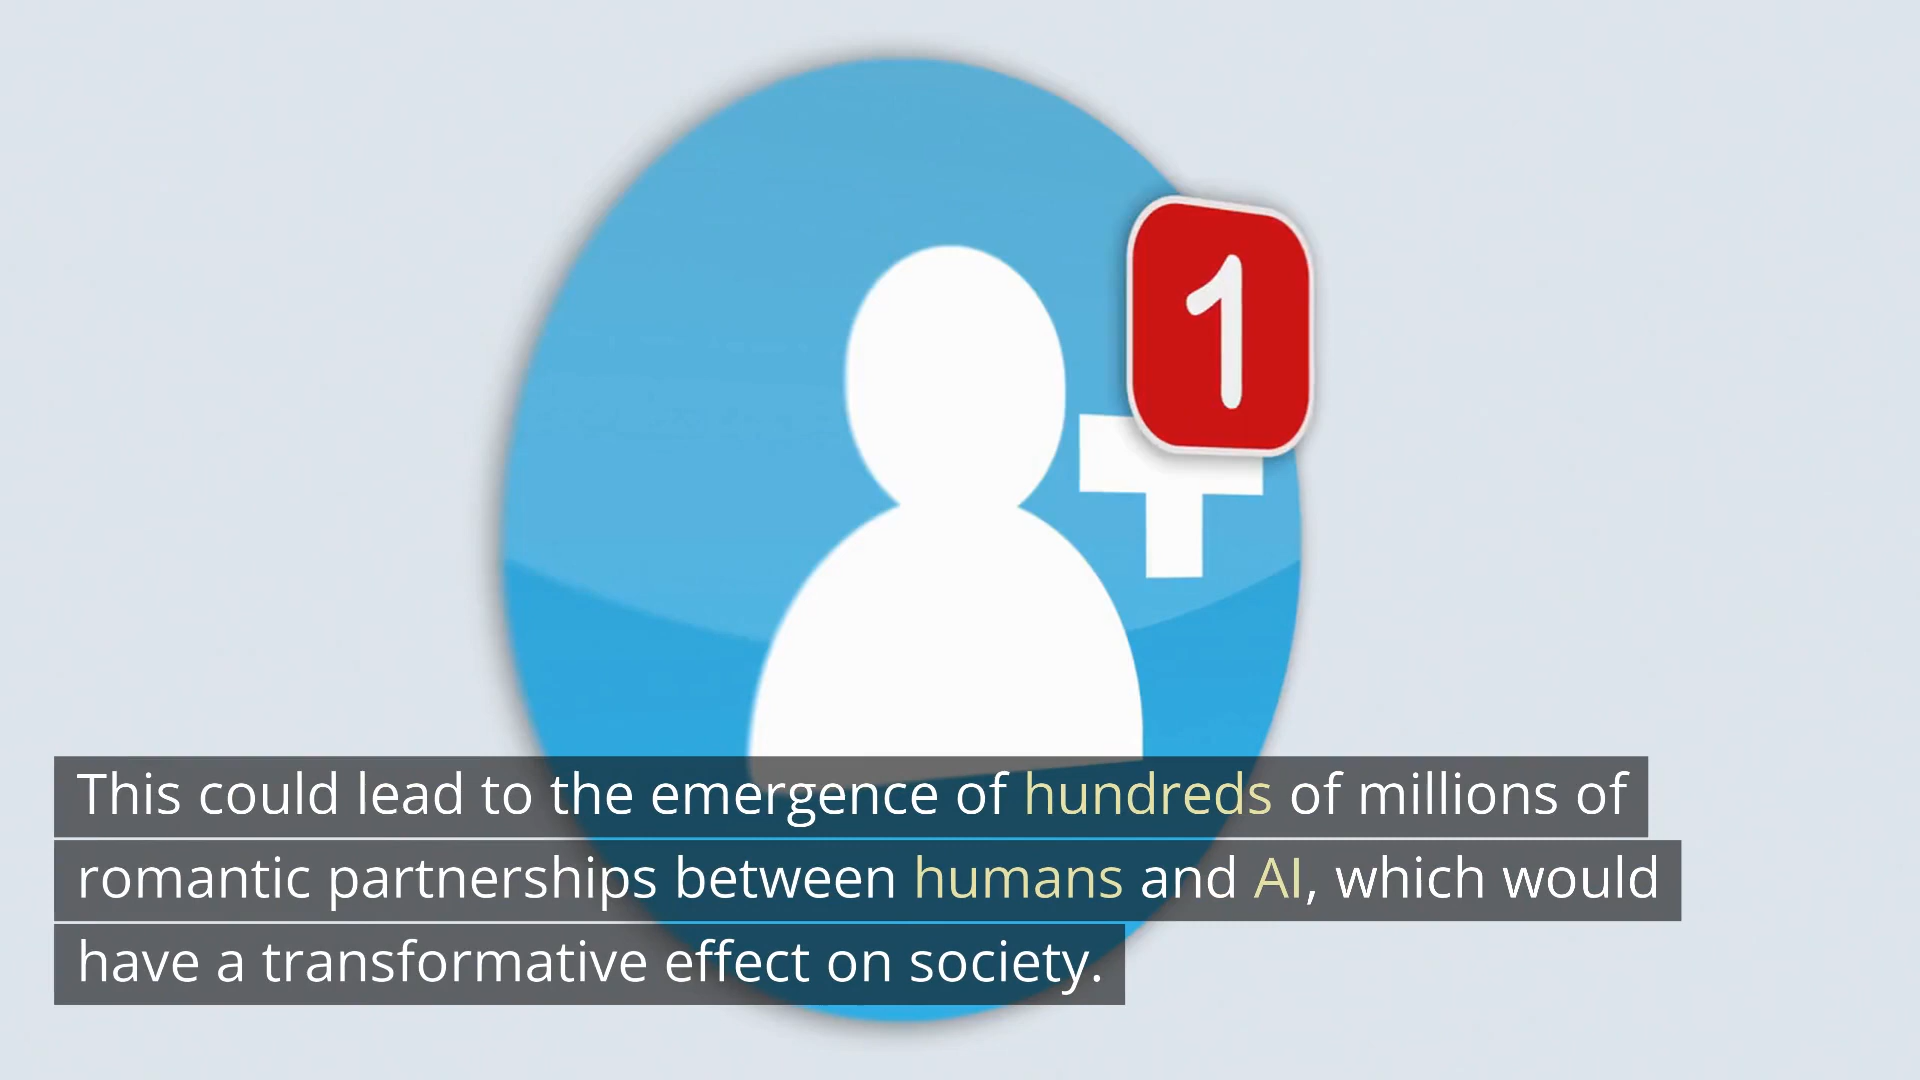 1
This could lead to the emergence of hundreds of millions of
romantic partnerships between humans and AI, which would
have a transformative effect on society.